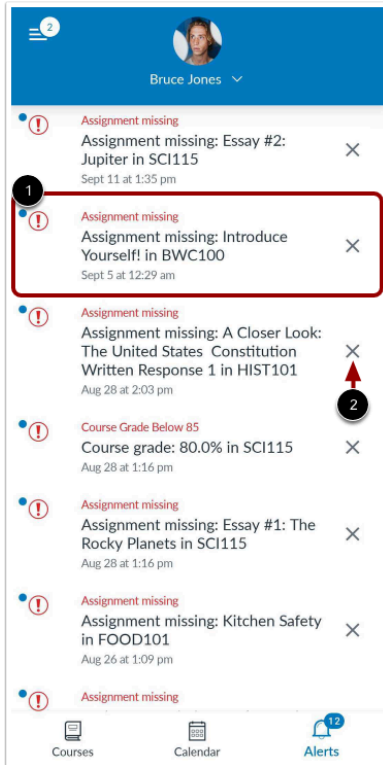 2
Bruce Jones
Assignment missing
Assignment missing: Essay #2:
Jupiter in SCI115
Sept 11 at 1:35 pm
1
Assignment missing
Assignment missing: Introduce
Yourself! in BWC100
Sept 5 at 12:29 am
Assignment missing
Assignment missing: A Closer Look:
The United States Constitution
Written Response 1 in HIST101
Aug 28 at 2:03 pm
2
Course Grade Below 85
Course grade: 80.0% in SCI115
Aug 28 at 1:16 pm
Assignment missing
Assignment missing: Essay #1: The
Rocky Planets in SCI115
Aug 28 at 1:16 pm
Assignment missing
Assignment missing: Kitchen Safety
in FOOD101
Aug 26 at 1:09 pm
Assignment missing
12
Courses Calendar Alerts